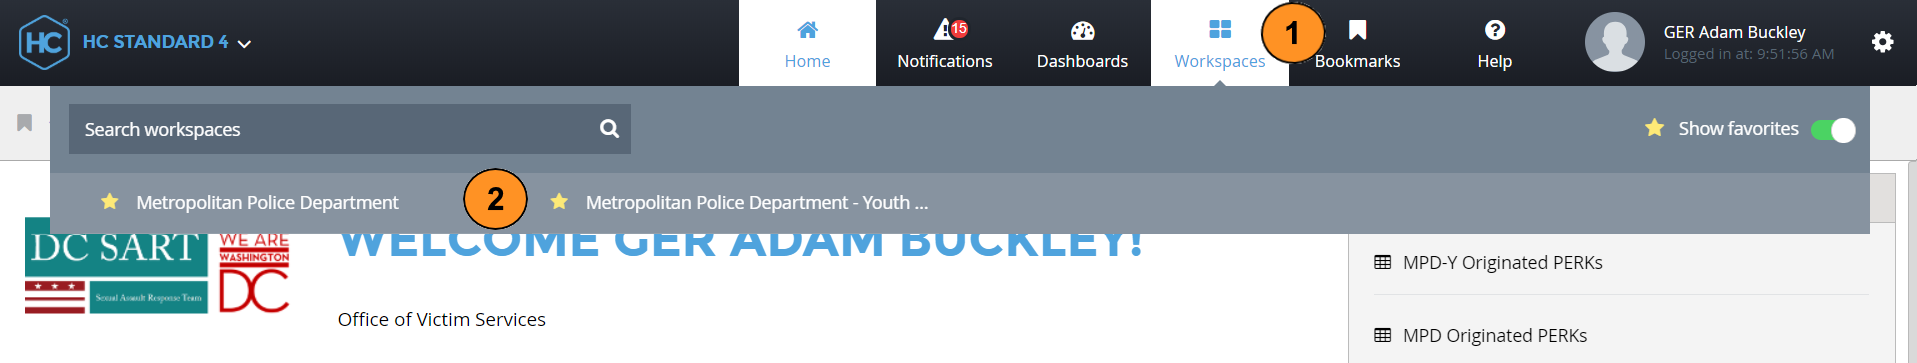 HC HC STANDARD 4
Home
15
Notifications
Dashboards
Workspaces
1
Bookmarks
Help
GER Adam Buckley
Logged in at: 9:51:56 AM
Search workspaces
Show favorites
Metropolitan Police Department
2
Metropolitan Police Department - Youth ...
DC SART
Sexual Assault Response Team
WE ARE
WASHINGTON
DC
WELCOME GER ADAM BUCKLEY!
Office of Victim Services
MPD-Y Originated PERKs
MPD Originated PERKs